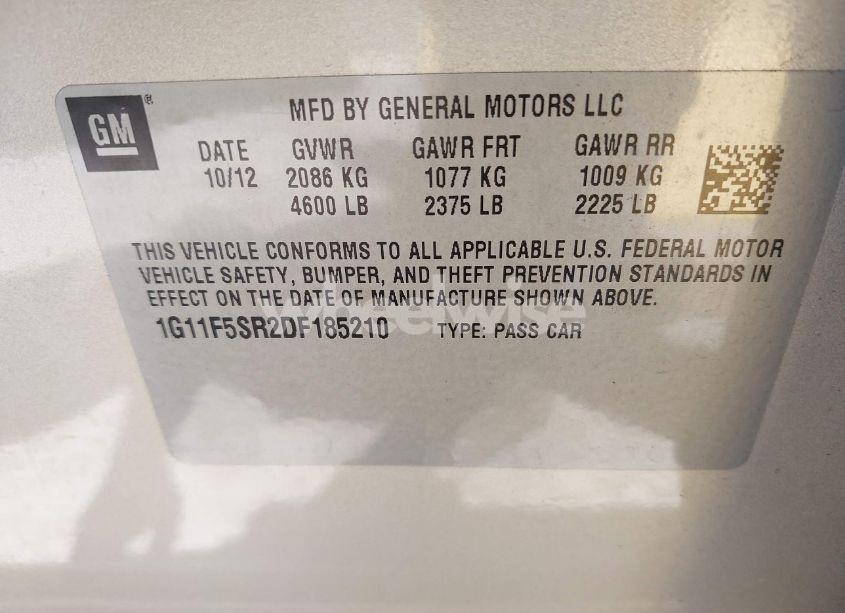 GM®
MFD BY GENERAL MOTORS LLC
DATE GVWR GAWR FRT GAWR RR
10/12 2086 KG 1077 KG 1009 KG
4600 LB 2375 LB 2225 LB
THIS VEHICLE CONFORMS TO ALL APPLICABLE U.S. FEDERAL MOTOR
VEHICLE SAFETY, BUMPER, AND THEFT PREVENTION STANDARDS IN
EFFECT ON THE DATE OF MANUFACTURE SHOWN ABOVE.
wheelwise
1G11F5SR2DF185210 TYPE: PASS CAR